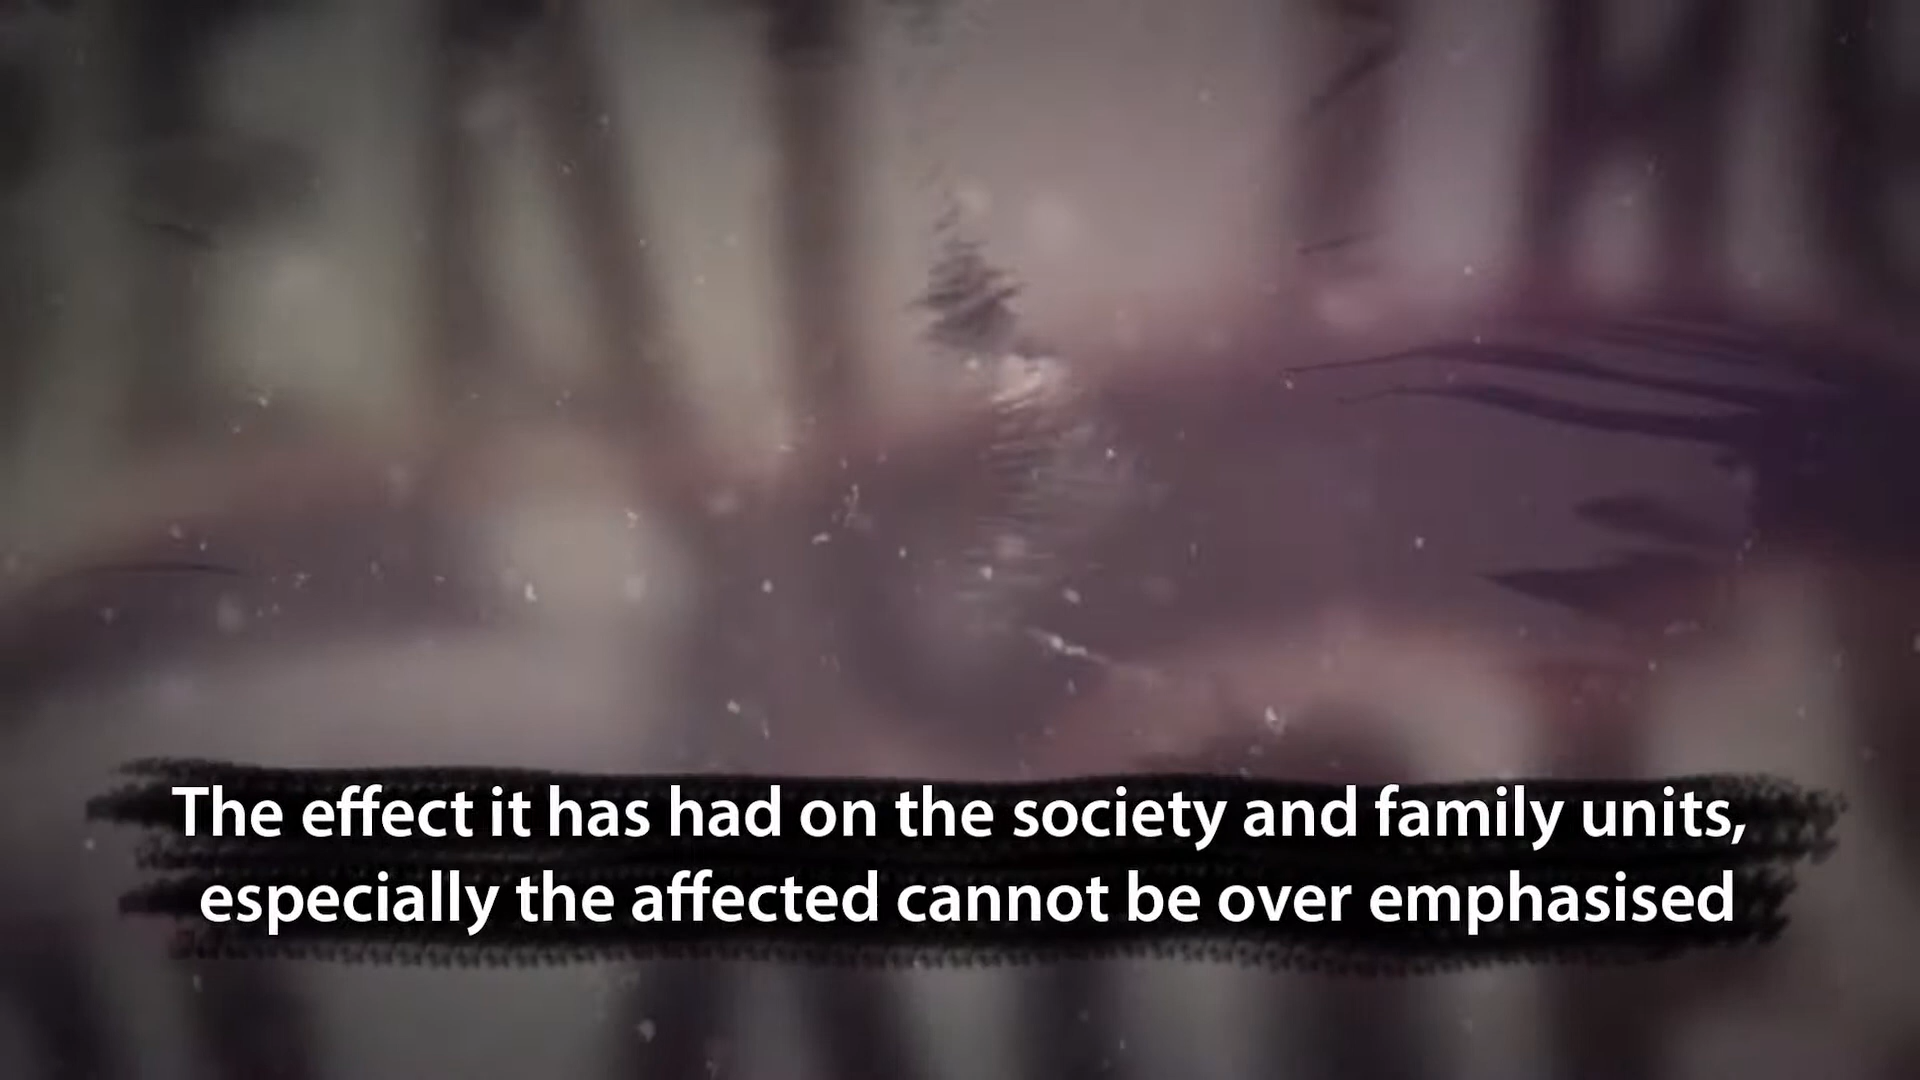 The effect it has had on the society and family units,
especially the affected cannot be over emphasised